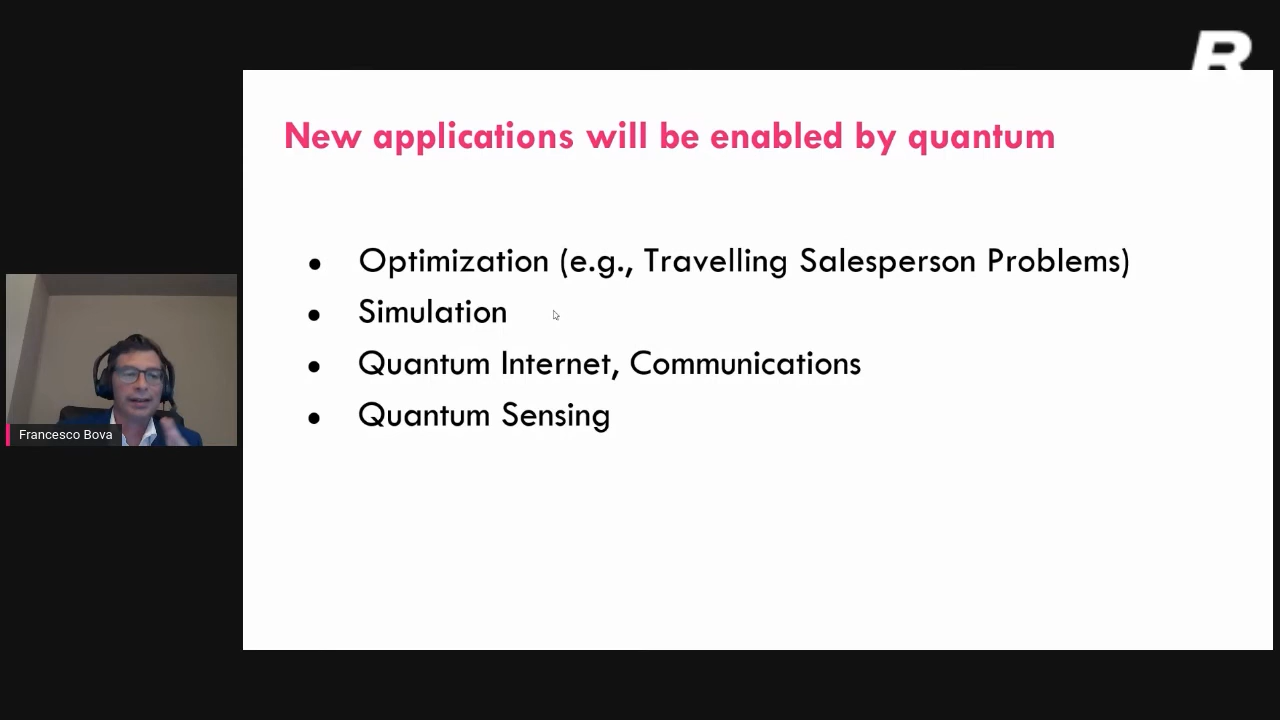 R
New applications will be enabled by quantum
● Optimization (e.g., Travelling Salesperson Problems)
● Simulation
● Quantum Internet, Communications
● Quantum Sensing
Francesco Bova